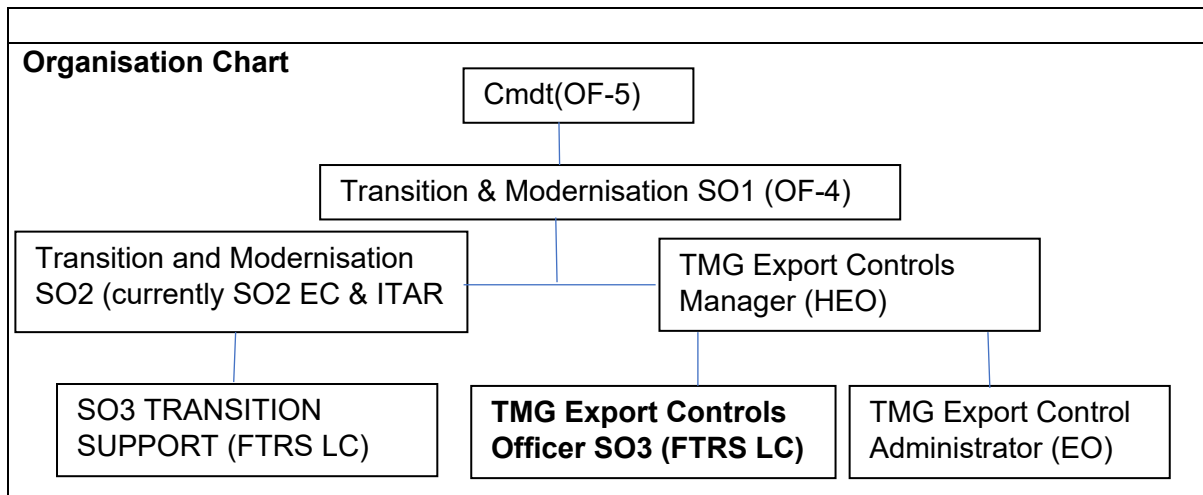 Organisation Chart
Cmdt(OF-5)
Transition & Modernisation SO1 (OF-4)
Transition and Modernisation
SO2 (currently SO2 EC & ITAR
TMG Export Controls
Manager (HEO)
SO3 TRANSITION
SUPPORT (FTRS LC)
TMG Export Controls
Officer SO3 (FTRS LC)
TMG Export Control
Administrator (EO)